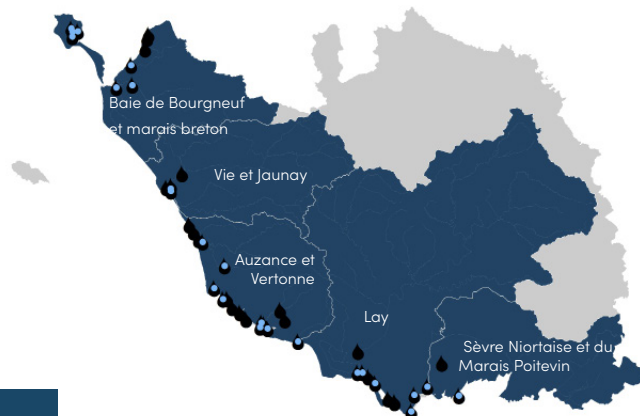 Baie de Bourgneuf
et marais breton
Vie et Jaunay
Auzance et
Vertonne
Lay
Sèvre Niortaise et du
Marais Poitevin